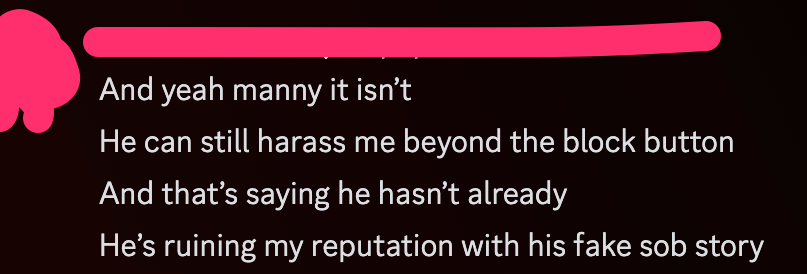 And yeah manny it isn't
He can still harass me beyond the block button
And that's saying he hasn't already
He's ruining my reputation with his fake sob story